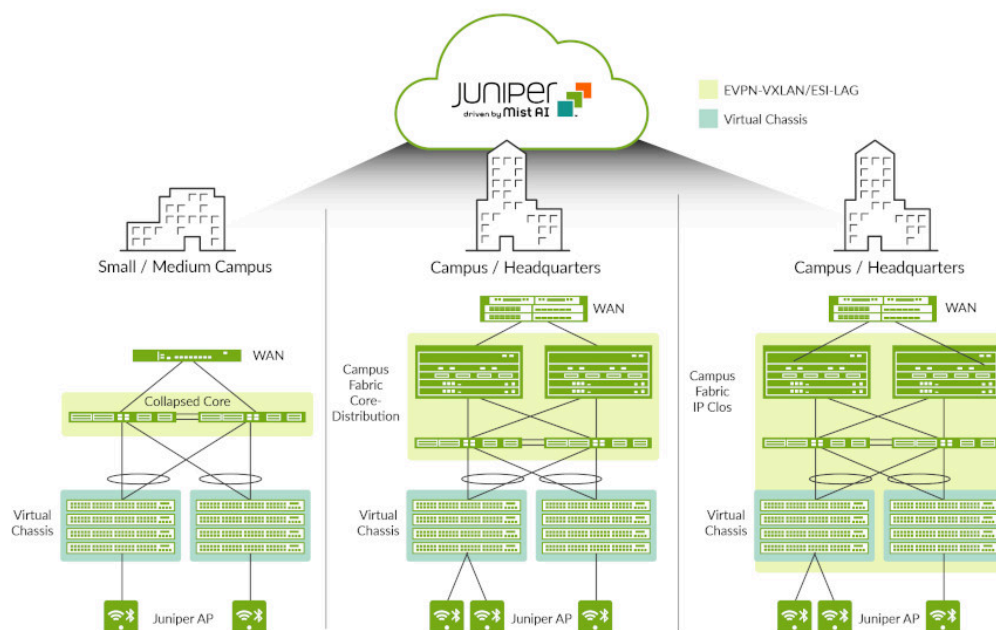 JUNIPER
driven by Mist AI
EVPN-VXLAN/ESI-LAG
Virtual Chassis
Small / Medium Campus
Campus / Headquarters
Campus / Headquarters
WAN
Collapsed Core
Virtual
Chassis
Juniper AP
WAN
Campus
Fabric
Core-
Distribution
Virtual
Chassis
Juniper AP
WAN
Campus
Fabric
IP Clos
Virtual
Chassis
Juniper AP